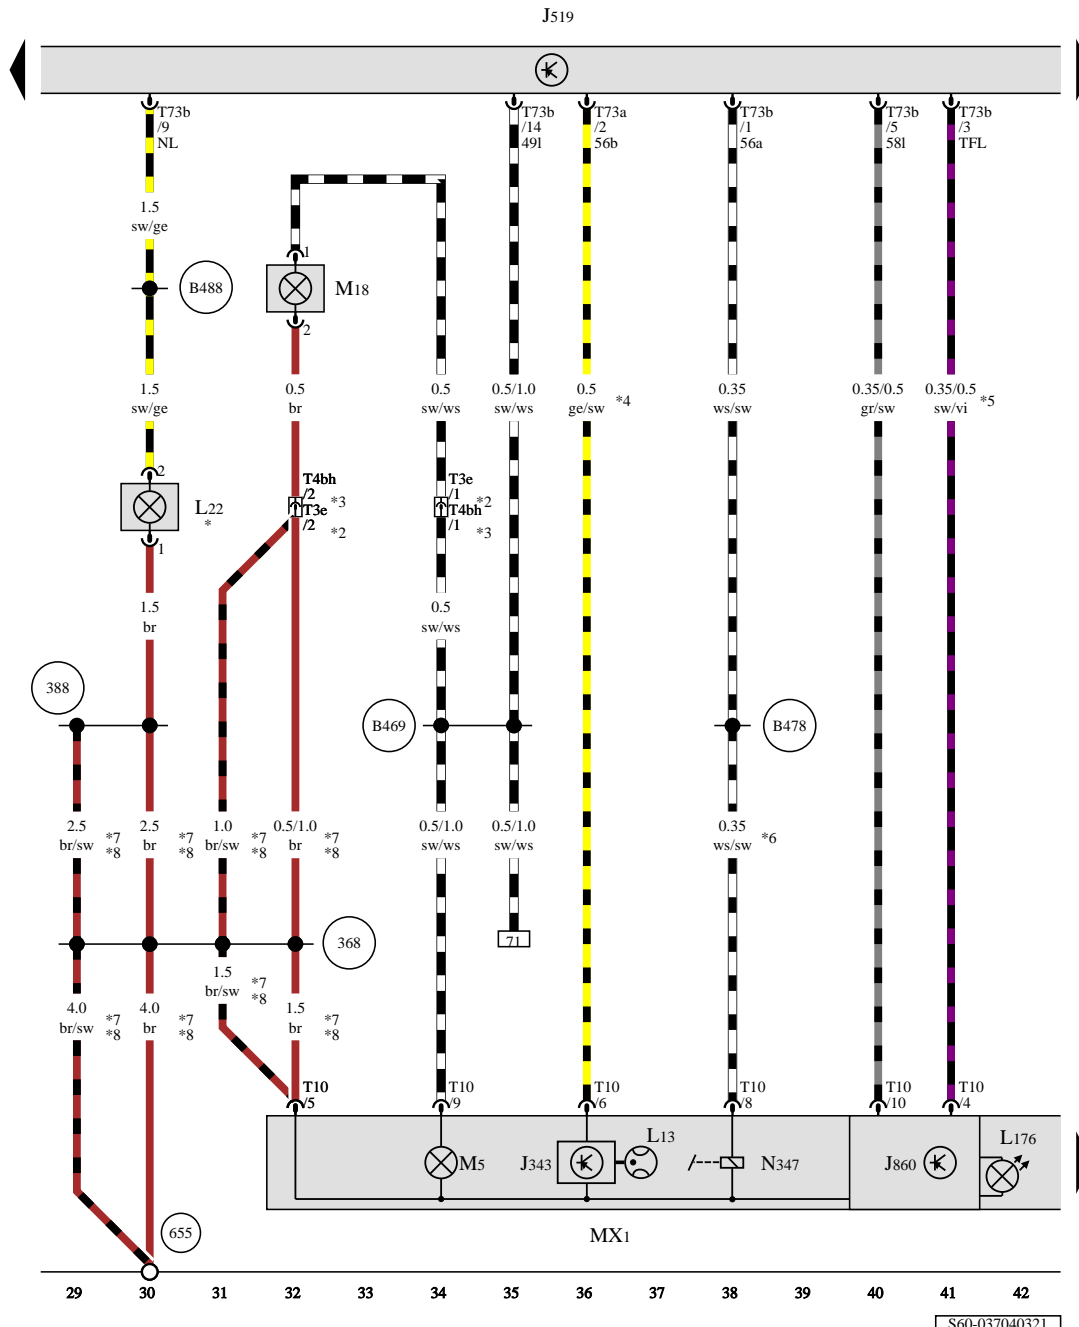 J519
T73b
/9
NL
T73b
/14
49l
T73a
/2
56b
T73b
/1
56a
T73b
/5
58l
T73b
/3
TFL
1.5
sw/ge
B488
1
M18
2
1.5
sw/ge
0.5
br
0.5
sw/ws
0.5/1.0
sw/ws
0.5
ge/sw
*4
0.35
ws/sw
0.35/0.5
gr/sw
0.35/0.5
sw/vi
*5
2
L22
*
1
T4bh
/2
*3
T3e
/2
*2
T3e
/1
*2
T4bh
/1
*3
1.5
br
0.5
sw/ws
388
B469
B478
2.5
br/sw
*7
*8
2.5
br
*7
*8
1.0
br/sw
*7
*8
0.5/1.0
br
*7
*8
0.5/1.0
sw/ws
0.5/1.0
sw/ws
0.35
ws/sw
*6
71
368
4.0
br/sw
*7
*8
4.0
br
*7
*8
1.5
br/sw
*7
*8
1.5
br
*7
*8
T10
/5
T10
/9
T10
/6
T10
/8
T10
/10
T10
/4
M5
J343
L13
N347
J860
L176
MX1
655
29 30 31 32 33 34 35 36 37 38 39 40 41 42
S60-037040321